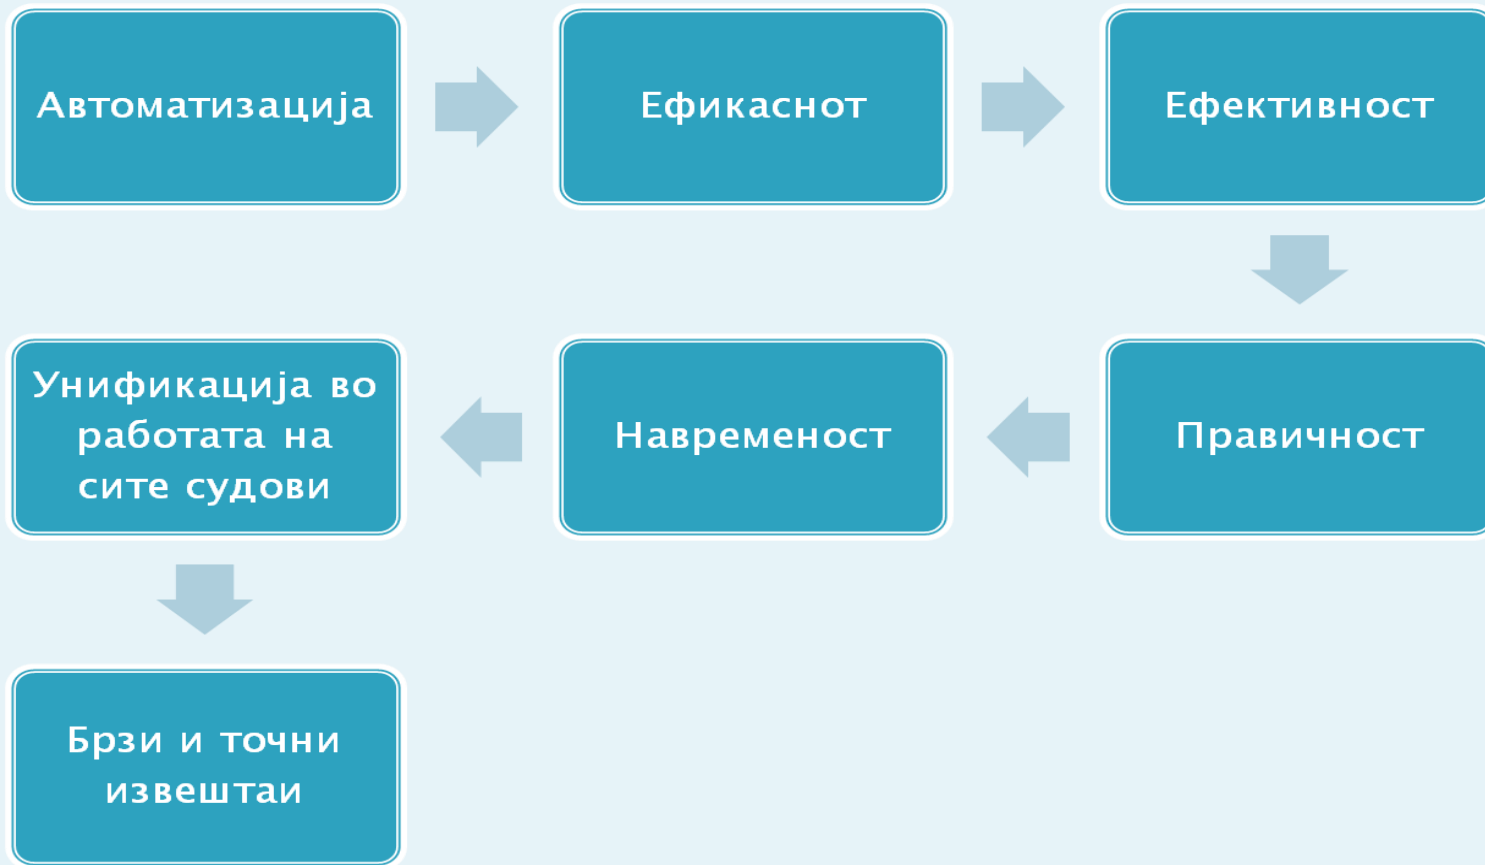 Автоматизација
Ефикаснот
Ефективност
Правичност
Навременост
Унификација во
работата на
сите судови
Брзи и точни
извештаи